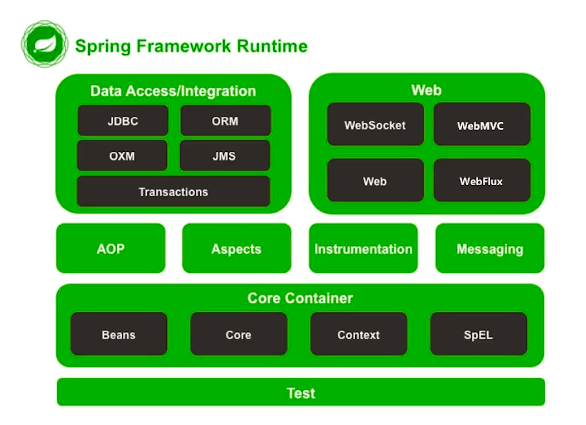 Spring Framework Runtime
Data Access/Integration
JDBC
ORM
OXM
JMS
Transactions
Web
WebSocket
WebMVC
Web
WebFlux
AOP
Aspects
Instrumentation
Messaging
Core Container
Beans
Core
Context
SpEL
Test